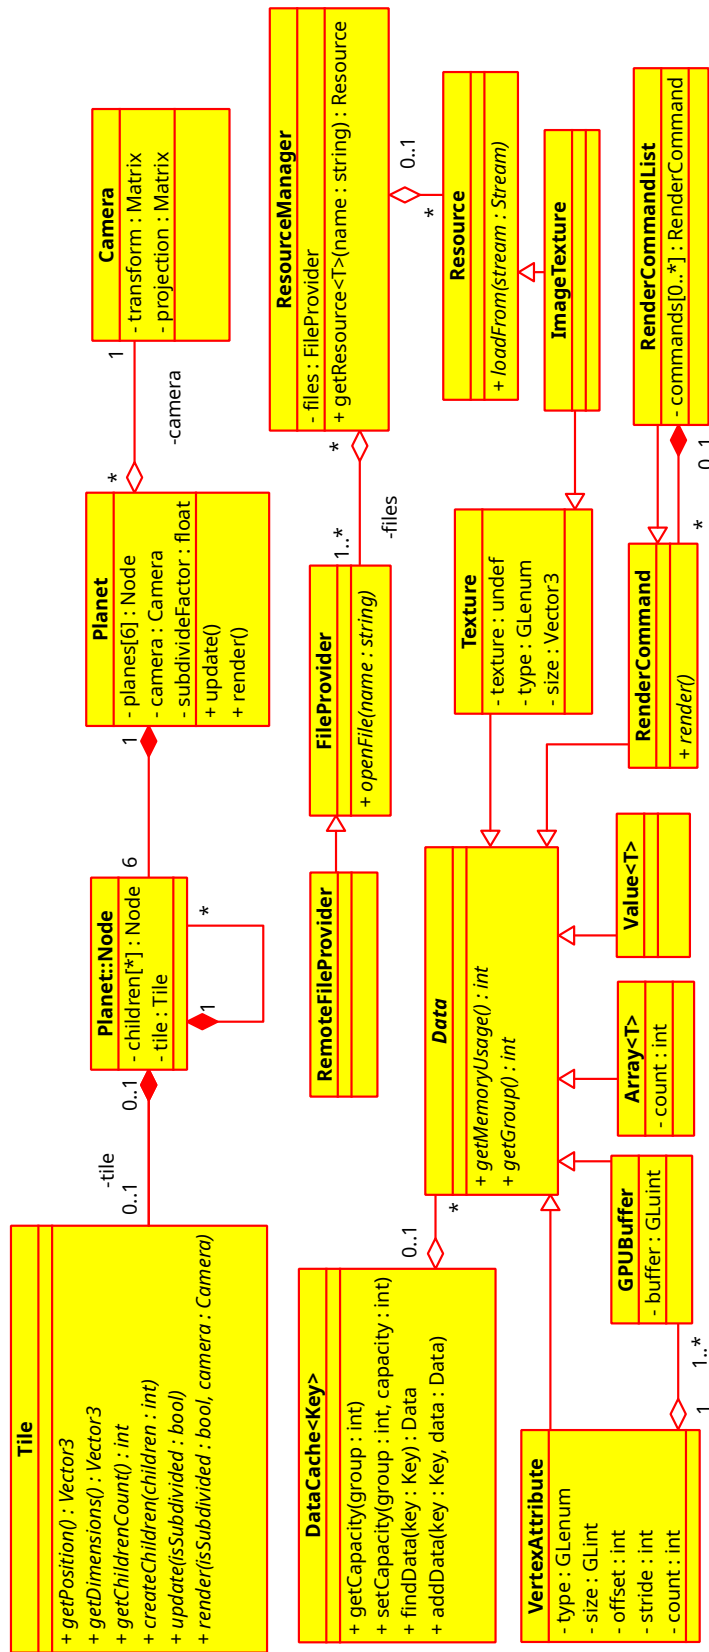 Tile
+ getPosition() : Vector3
+ getDimensions() : Vector3
+ getChildrenCount() : int
+ createChildren(children : int)
+ update(isSubdivided : bool)
+ render(isSubdivided : bool, camera : Camera)
-tile
0..1
0..1
Planet::Node
- children[*] : Node
- tile : Tile
1
*
6
1
Planet
- planes[6] : Node
- camera : Camera
- subdivideFactor : float
+ update()
+ render()
*
1
-camera
Camera
- transform : Matrix
- projection : Matrix
RemoteFileProvider
FileProvider
+ openFile(name : string)
1..*
*
-files
ResourceManager
- files : FileProvider
+ getResource<T>(name : string) : Resource
0..1
*
Resource
+ loadFrom(stream : Stream)
ImageTexture
DataCache<Key>
+ getCapacity(group : int)
+ setCapacity(group : int, capacity : int)
+ findData(key : Key) : Data
+ addData(key : Key, data : Data)
0..1
*
Data
+ getMemoryUsage() : int
+ getGroup() : int
Texture
- texture : undef
- type : GLenum
- size : Vector3
VertexAttribute
- type : GLenum
- size : GLint
- offset : int
- stride : int
- count : int
1
1..*
GPUBuffer
- buffer : GLuint
Array<T>
- count : int
Value<T>
RenderCommand
+ render()
*
0..1
RenderCommandList
- commands[0..*] : RenderCommand